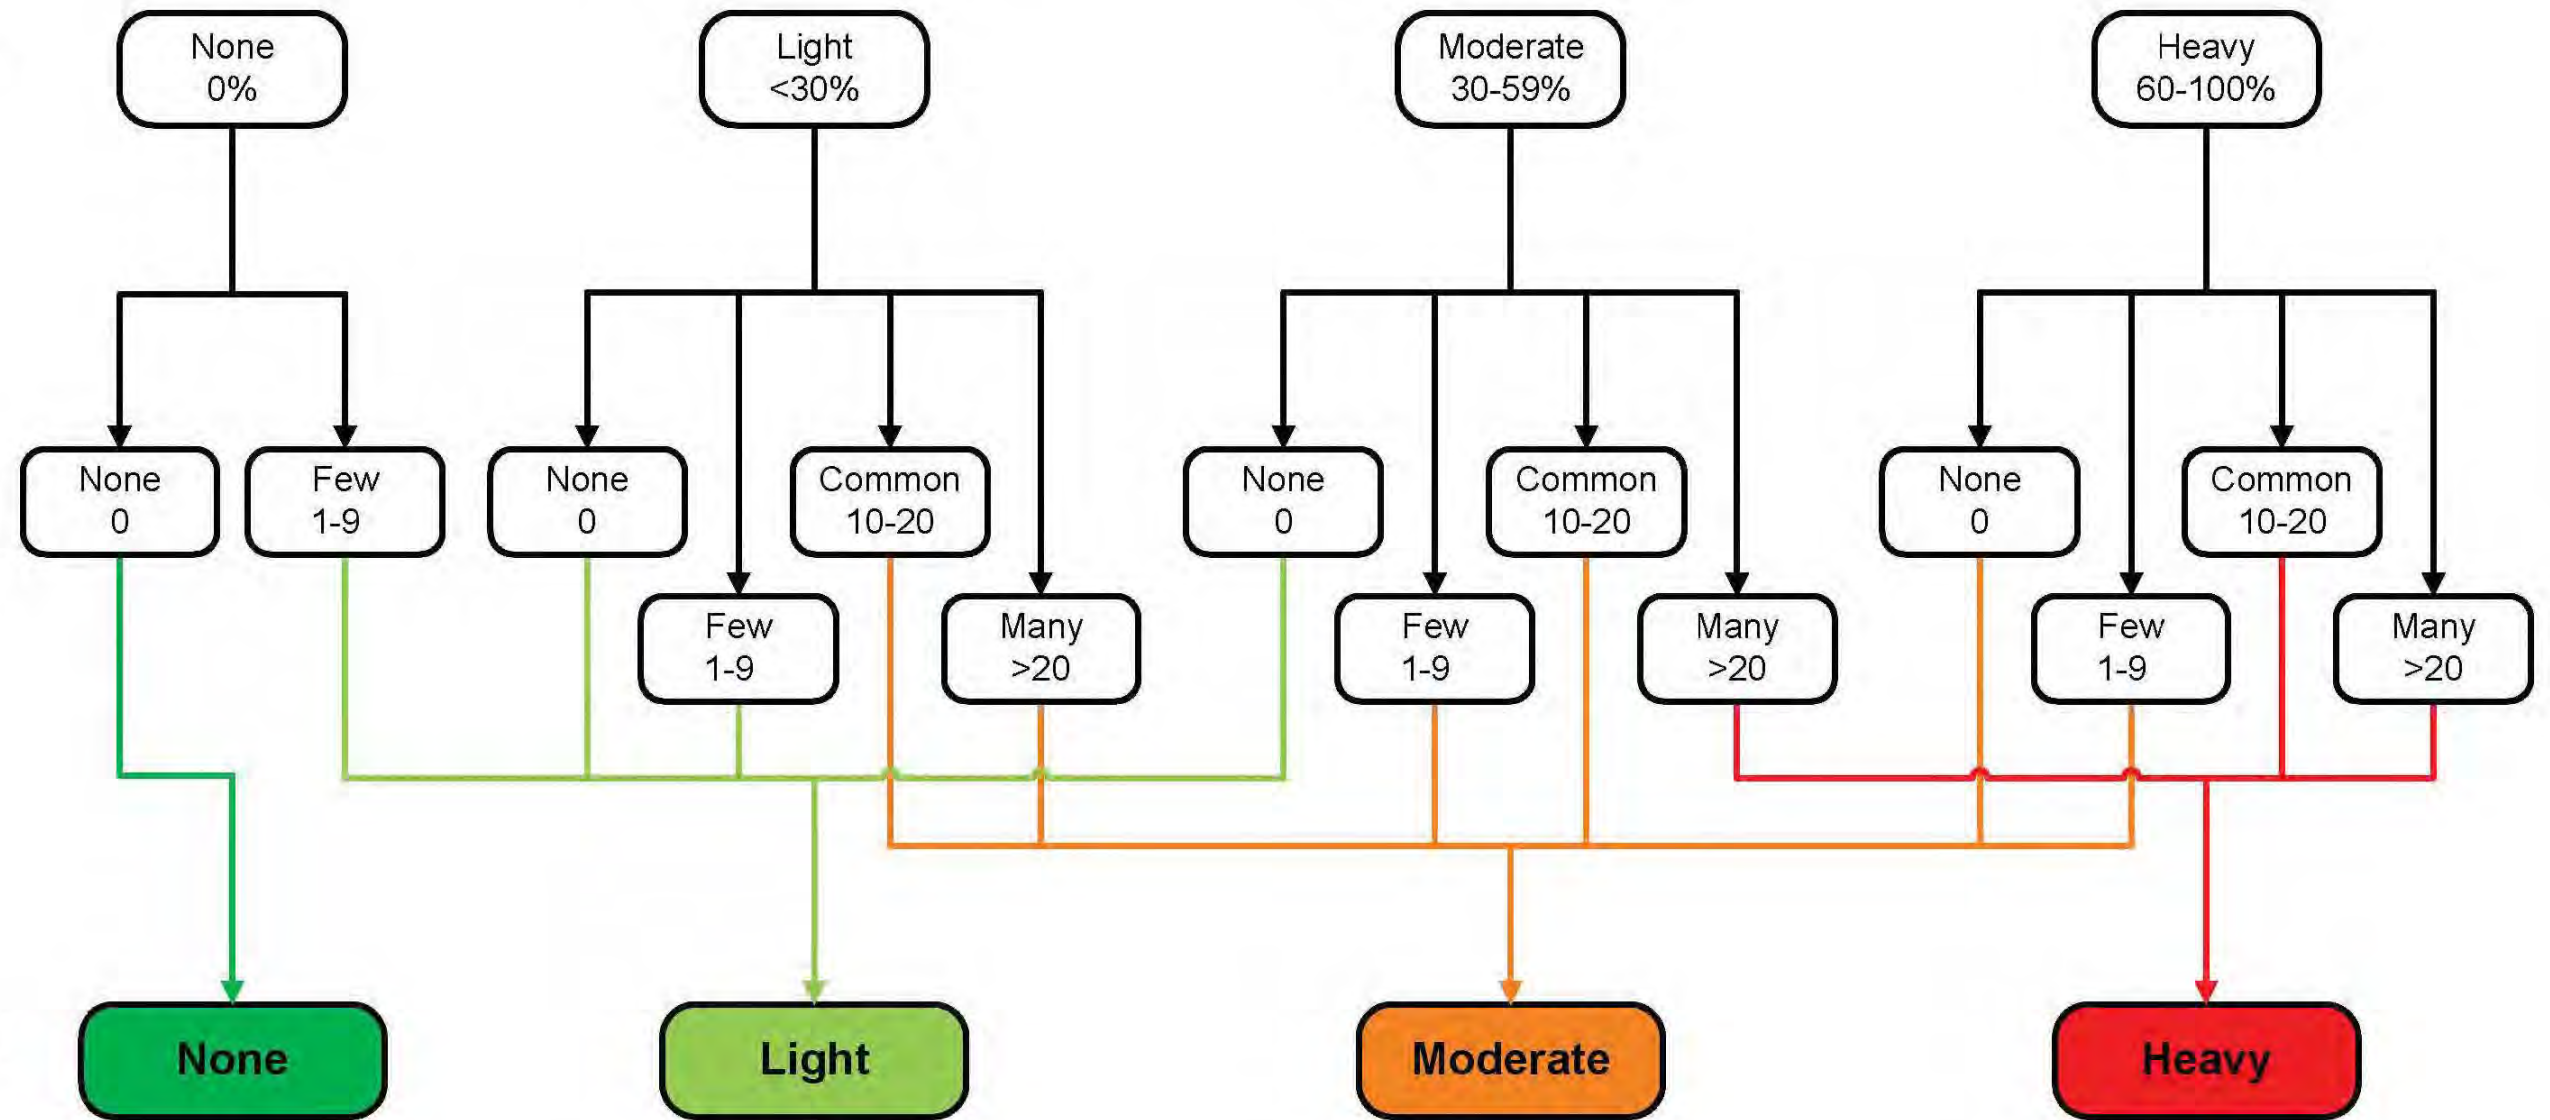 None
0%
Light
<30%
Moderate
30-59%
Heavy
60-100%
None
0
Few
1-9
None
0
Common
10-20
None
0
Common
10-20
None
0
Common
10-20
Few
1-9
Many
>20
Few
1-9
Many
>20
Few
1-9
Many
>20
None
Light
Moderate
Heavy